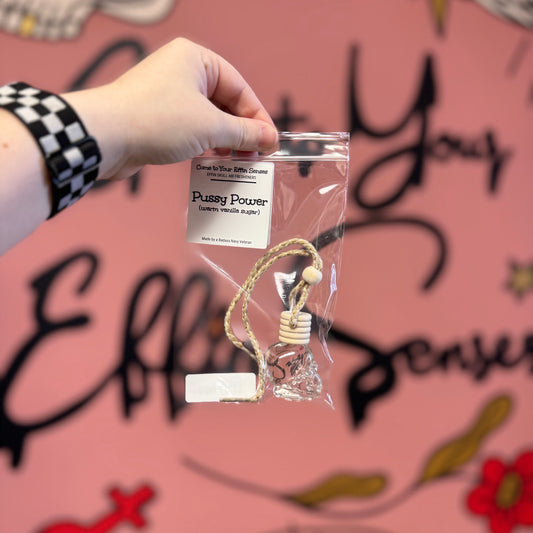 Come to Your Effin Senses
EFFIN SKULL AIR FRESHENERS
Pussy Power
(warm vanilla sugar)
Made by a Badass Navy Veteran
Your
Effin Senses